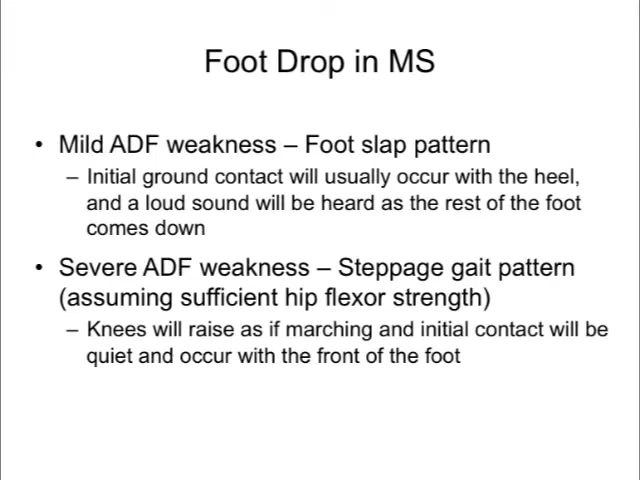 Foot Drop in MS
• Mild ADF weakness – Foot slap pattern
– Initial ground contact will usually occur with the heel,
and a loud sound will be heard as the rest of the foot
comes down
• Severe ADF weakness – Steppage gait pattern
(assuming sufficient hip flexor strength)
– Knees will raise as if marching and initial contact will be
quiet and occur with the front of the foot